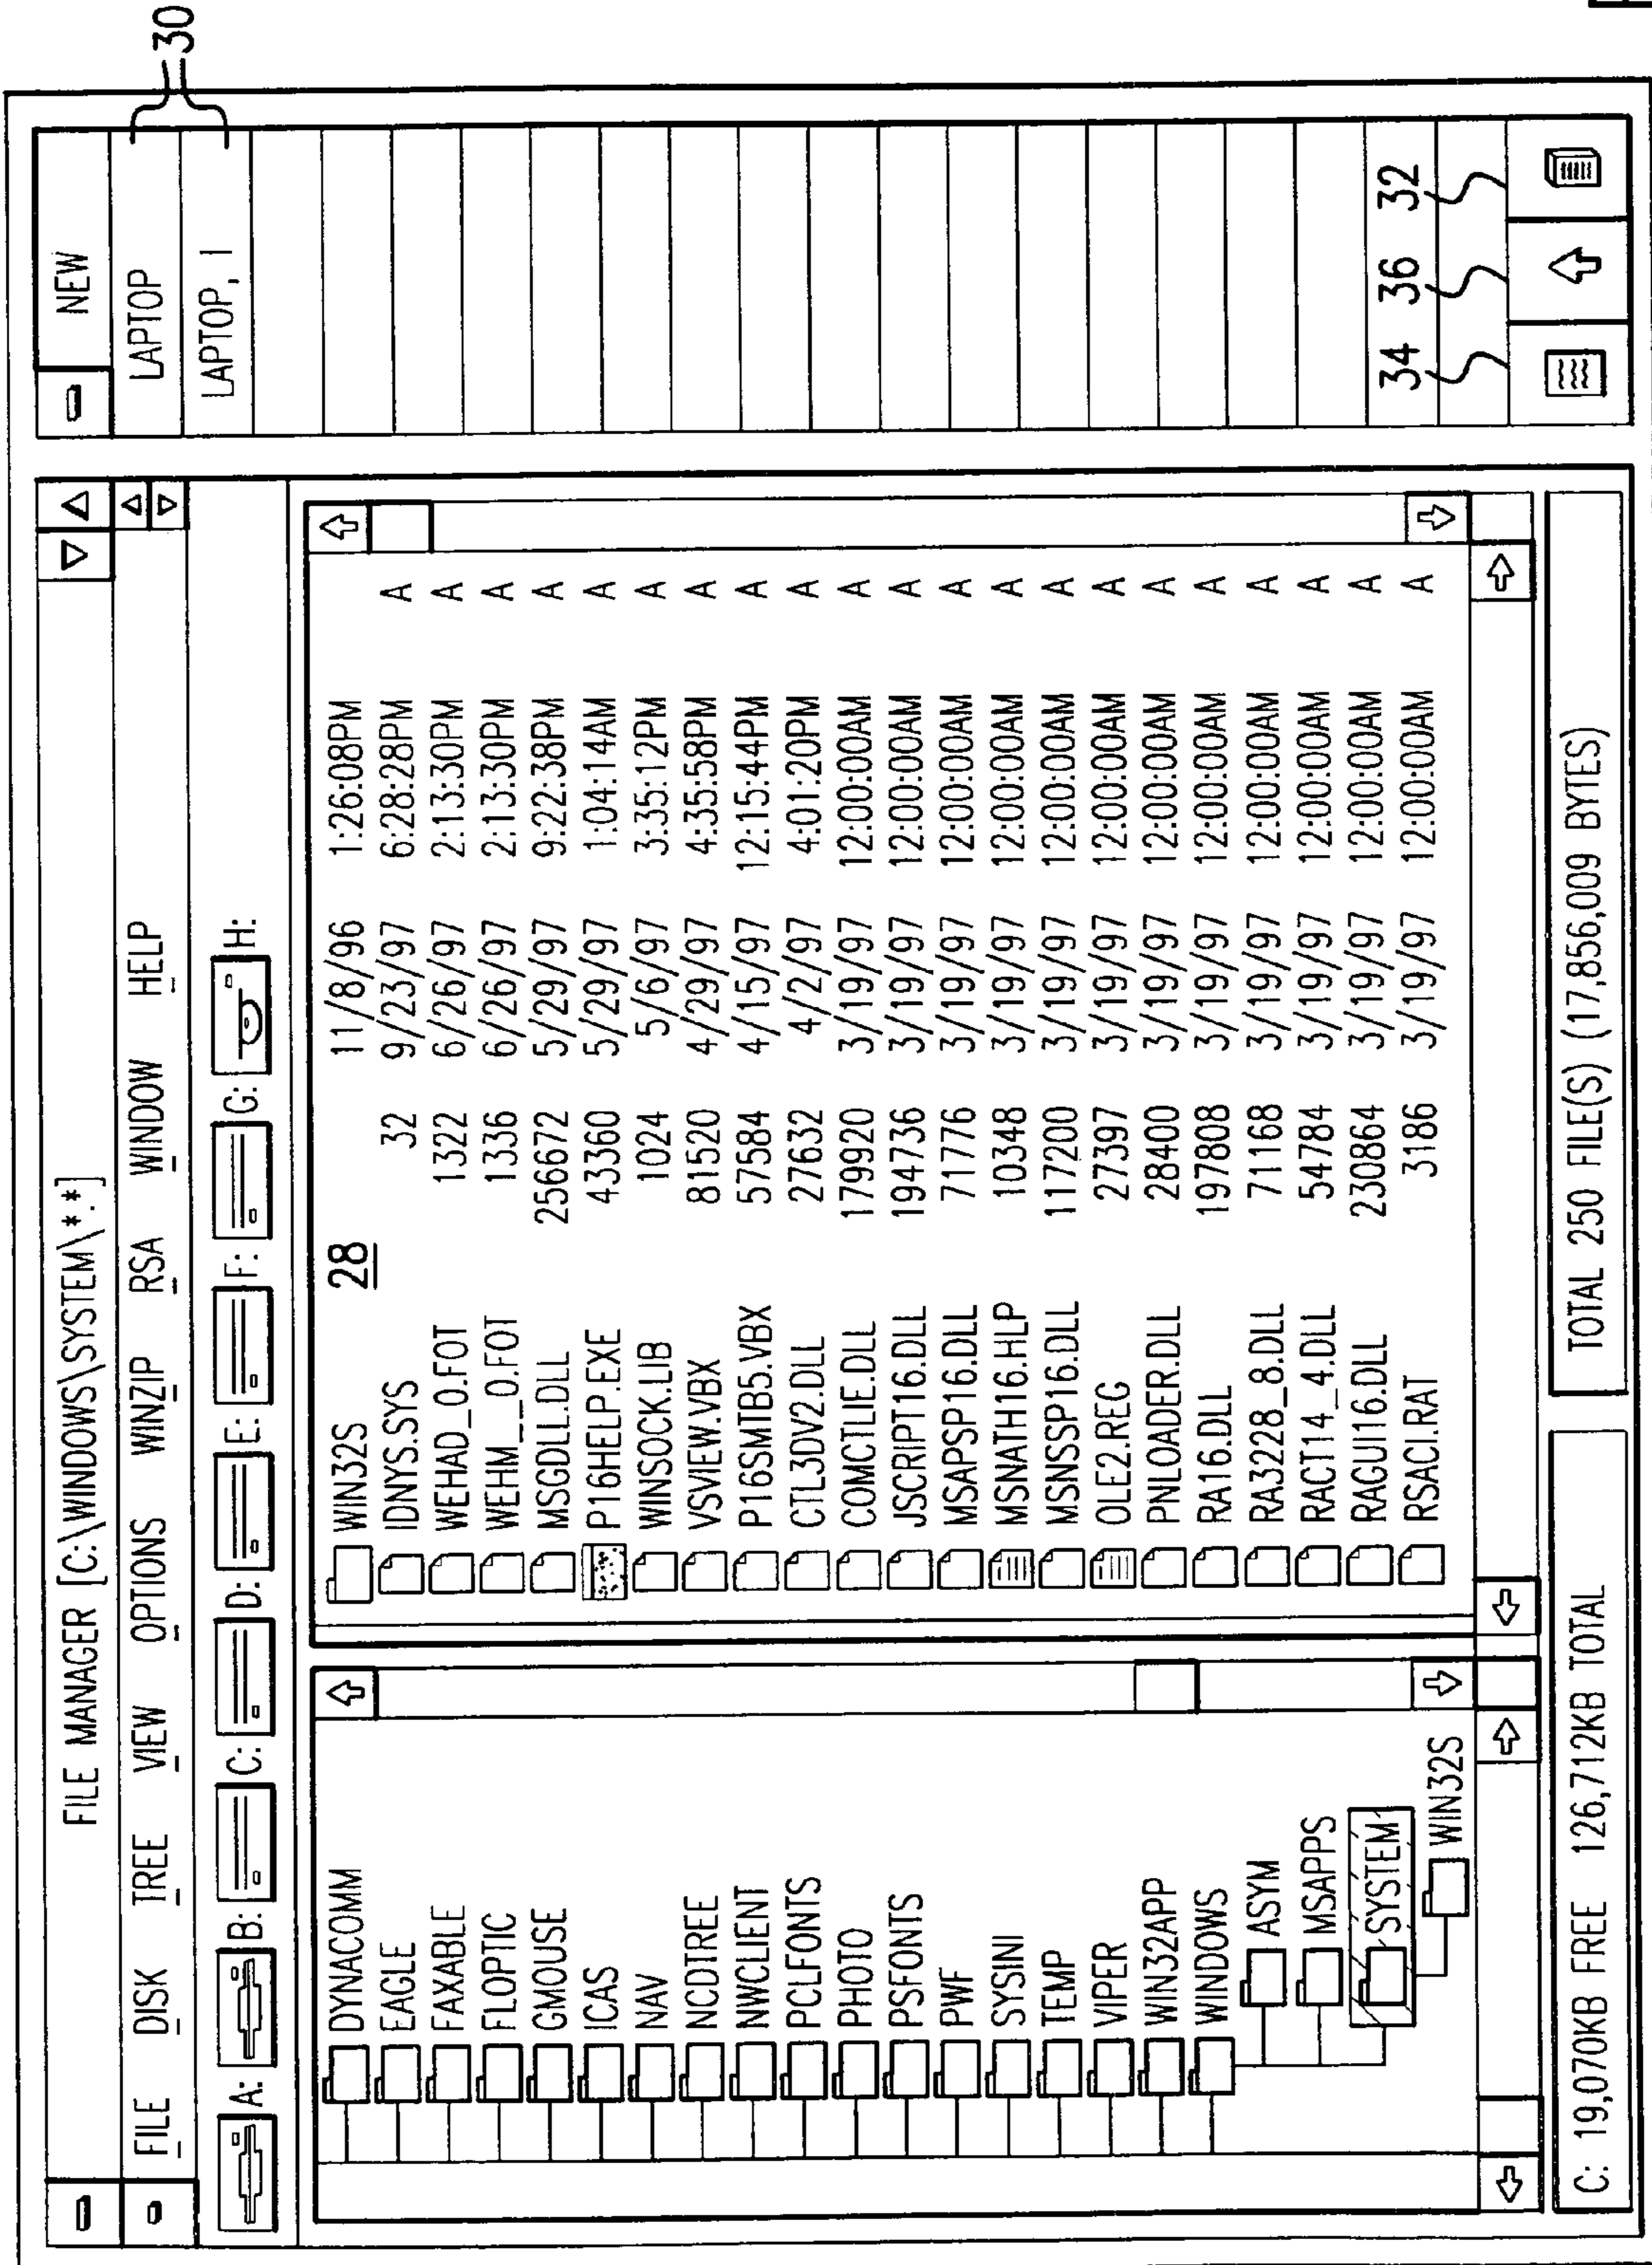 FILE MANAGER [C:\WINDOWS\SYSTEM\*.*]
FILE DISK TREE VIEW OPTIONS WINZIP RSA WINDOW HELP
A: B: C: D: E: F: G: H:
DYNACOMM
EAGLE
FAXABLE
FLOPTIC
GMOUSE
ICAS
NAV
NCDTREE
NWCLIENT
PCLFONTS
PHOTO
PSFONTS
PWF
SYSINI
TEMP
VIPER
WIN32APP
WINDOWS
ASYM
MSAPPS
SYSTEM
WIN32S
28
WIN32S 11/8/96 1:26:08PM
IDNYS.SYS 32 9/23/97 6:28:28PM A
WEHAD_0.FOT 1322 6/26/97 2:13:30PM A
WEHM__0.FOT 1336 6/26/97 2:13:30PM A
MSGDLL.DLL 256672 5/29/97 9:22:38PM A
P16HELP.EXE 43360 5/29/97 1:04:14AM A
WINSOCK.LIB 1024 5/6/97 3:35:12PM A
VSVIEW.VBX 81520 4/29/97 4:35:58PM A
P16SMTB5.VBX 57584 4/15/97 12:15:44PM A
CTL3DV2.DLL 27632 4/2/97 4:01:20PM A
COMCTLIE.DLL 179920 3/19/97 12:00:00AM A
JSCRIPT16.DLL 194736 3/19/97 12:00:00AM A
MSAPSP16.DLL 71776 3/19/97 12:00:00AM A
MSNATH16.HLP 10348 3/19/97 12:00:00AM A
MSNSSP16.DLL 117200 3/19/97 12:00:00AM A
OLE2.REG 27397 3/19/97 12:00:00AM A
PNLOADER.DLL 28400 3/19/97 12:00:00AM A
RA16.DLL 197808 3/19/97 12:00:00AM A
RA3228_8.DLL 71168 3/19/97 12:00:00AM A
RACT14_4.DLL 54784 3/19/97 12:00:00AM A
RAGUI16.DLL 230864 3/19/97 12:00:00AM A
RSACI.RAT 3186 3/19/97 12:00:00AM A
C: 19,070KB FREE 126,712KB TOTAL
TOTAL 250 FILE(S) (17,856,009 BYTES)
NEW
LAPTOP
LAPTOP, I
30
34 36 32